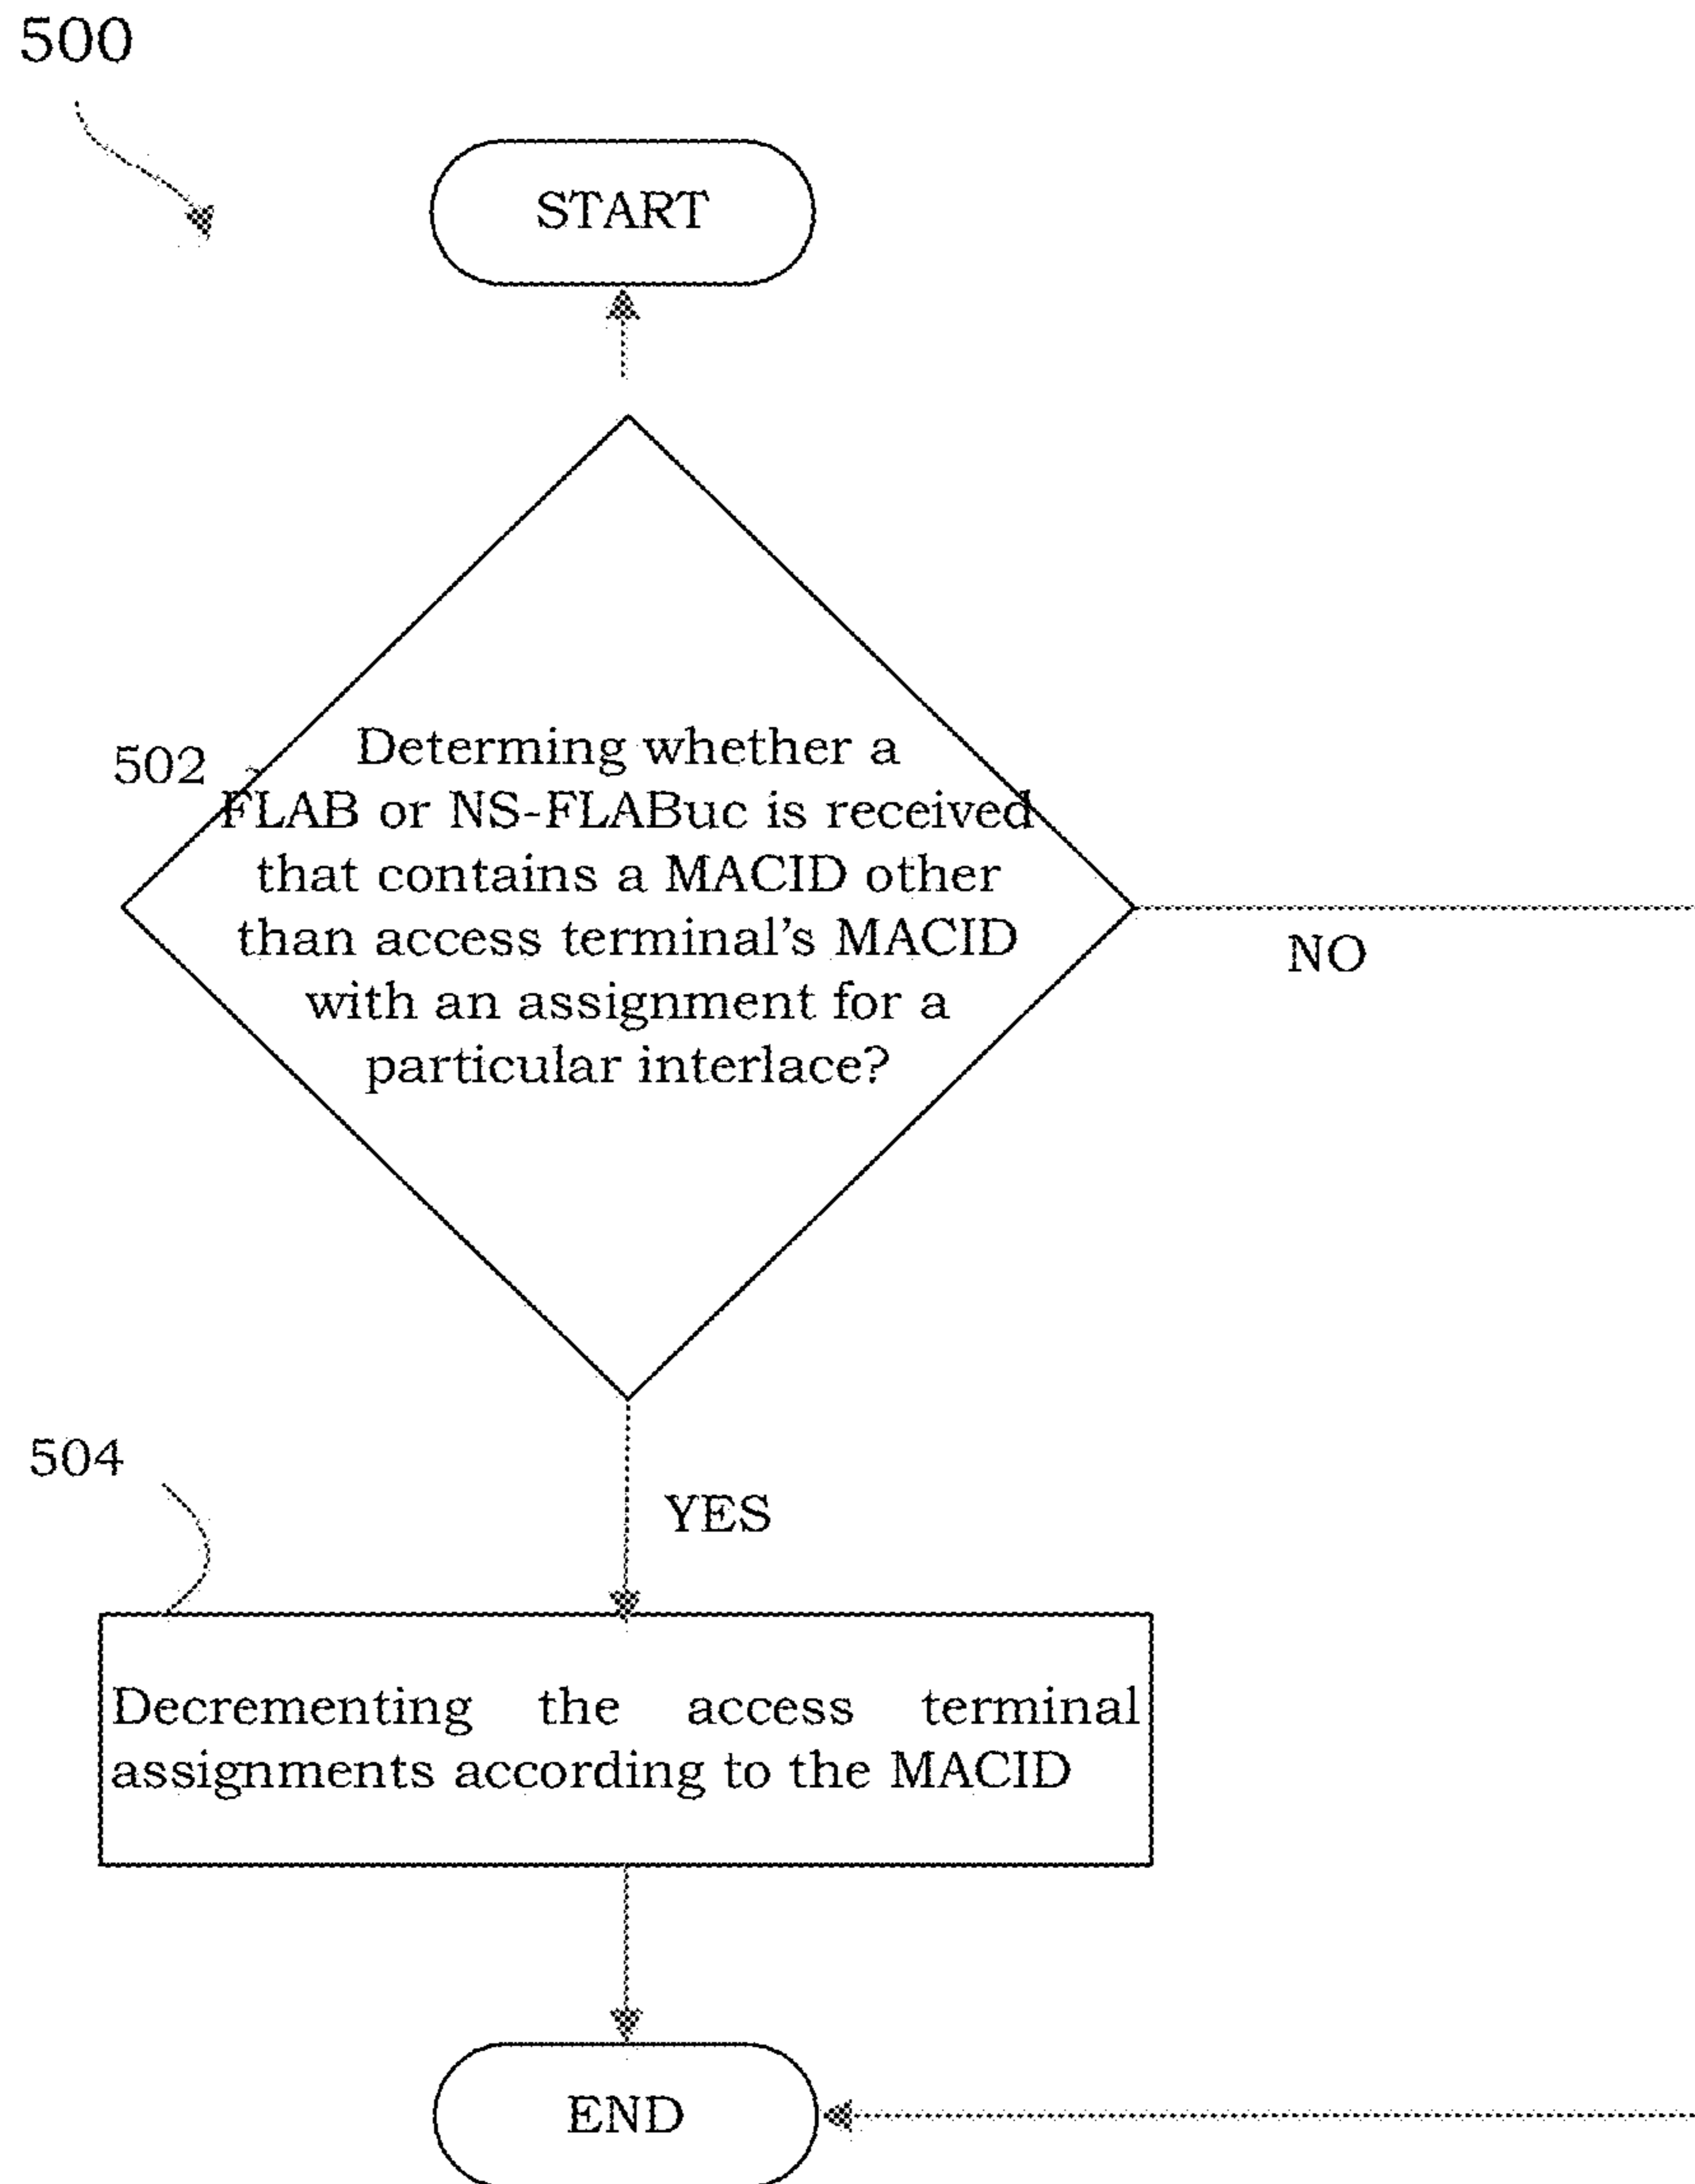 500
START
502
Determing whether a
FLAB or NS-FLABuc is received
that contains a MACID other
than access terminal's MACID
with an assignment for a
particular interlace?
NO
504
YES
Decrementing the access terminal
assignments according to the MACID
END